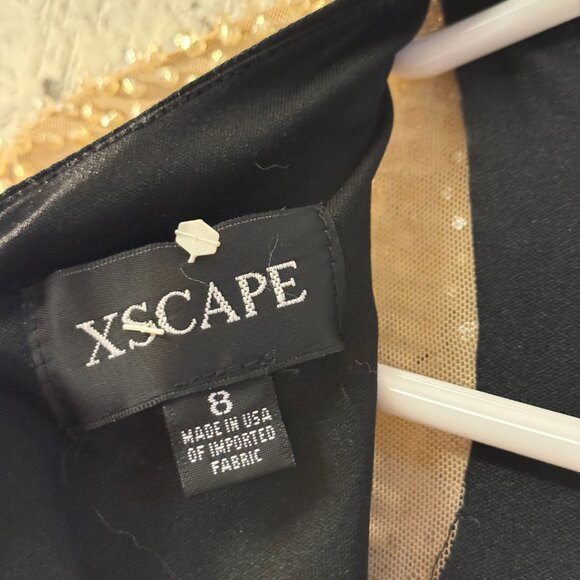 XSCAPE
8
MADE IN USA
OF IMPORTED
FABRIC